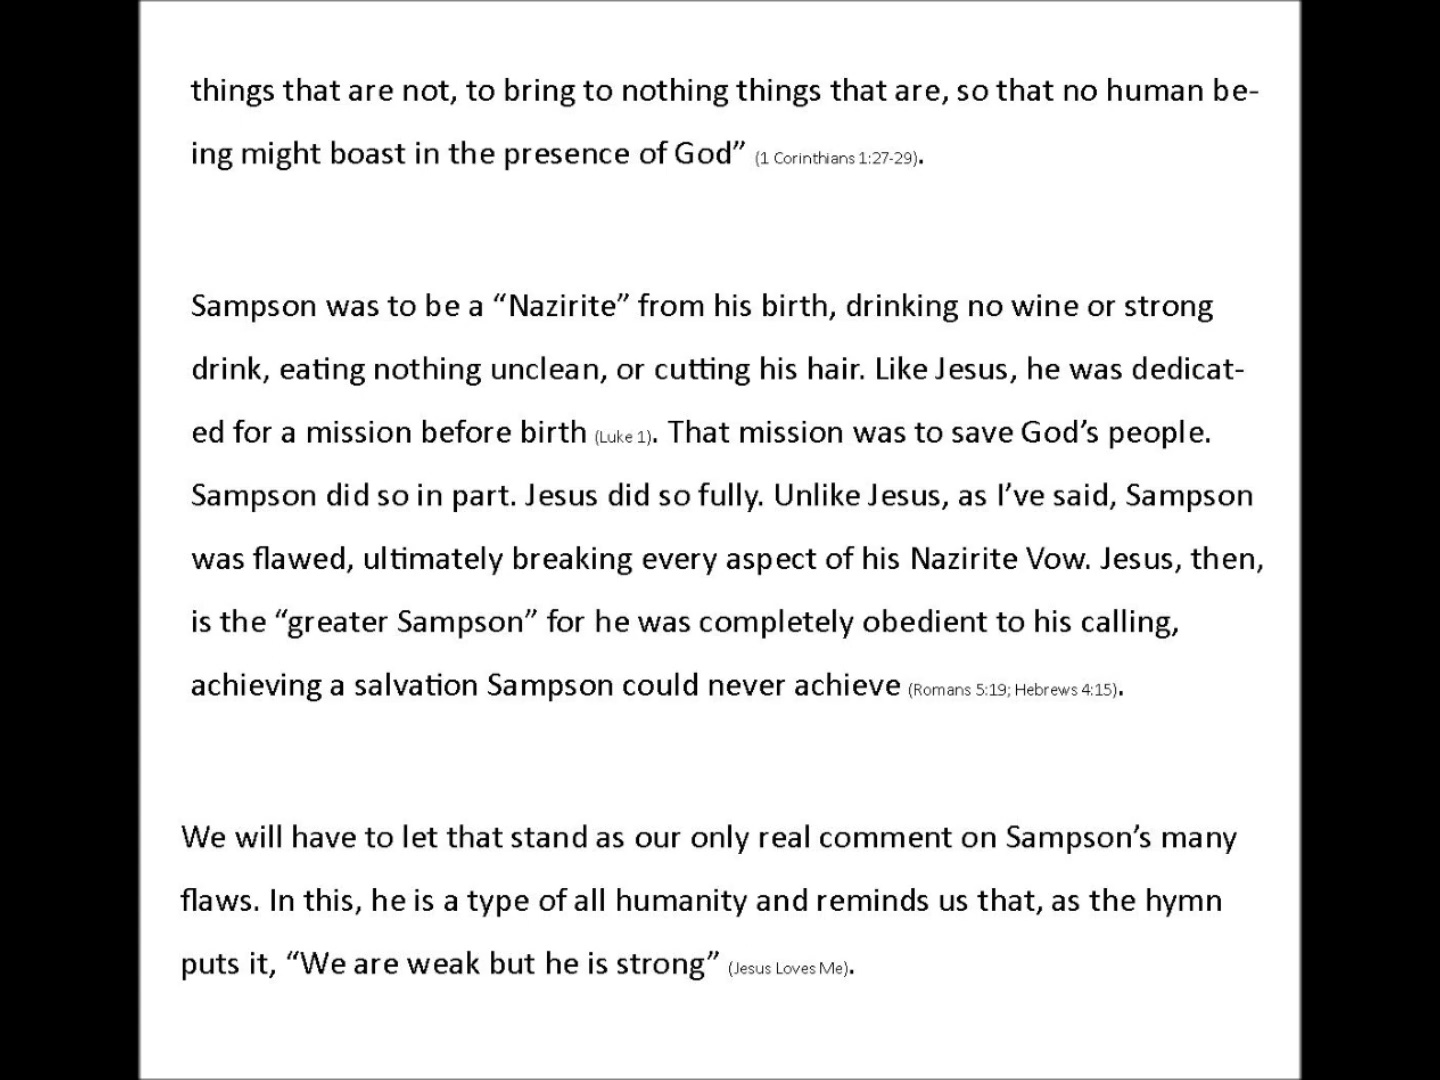 things that are not, to bring to nothing things that are, so that no human be-
ing might boast in the presence of God” (1 Corinthians 1:27-29).
Sampson was to be a “Nazirite” from his birth, drinking no wine or strong
drink, eating nothing unclean, or cutting his hair. Like Jesus, he was dedicat-
ed for a mission before birth (Luke 1). That mission was to save God’s people.
Sampson did so in part. Jesus did so fully. Unlike Jesus, as I’ve said, Sampson
was flawed, ultimately breaking every aspect of his Nazirite Vow. Jesus, then,
is the “greater Sampson” for he was completely obedient to his calling,
achieving a salvation Sampson could never achieve (Romans 5:19; Hebrews 4:15).
We will have to let that stand as our only real comment on Sampson’s many
flaws. In this, he is a type of all humanity and reminds us that, as the hymn
puts it, “We are weak but he is strong” (Jesus Loves Me).